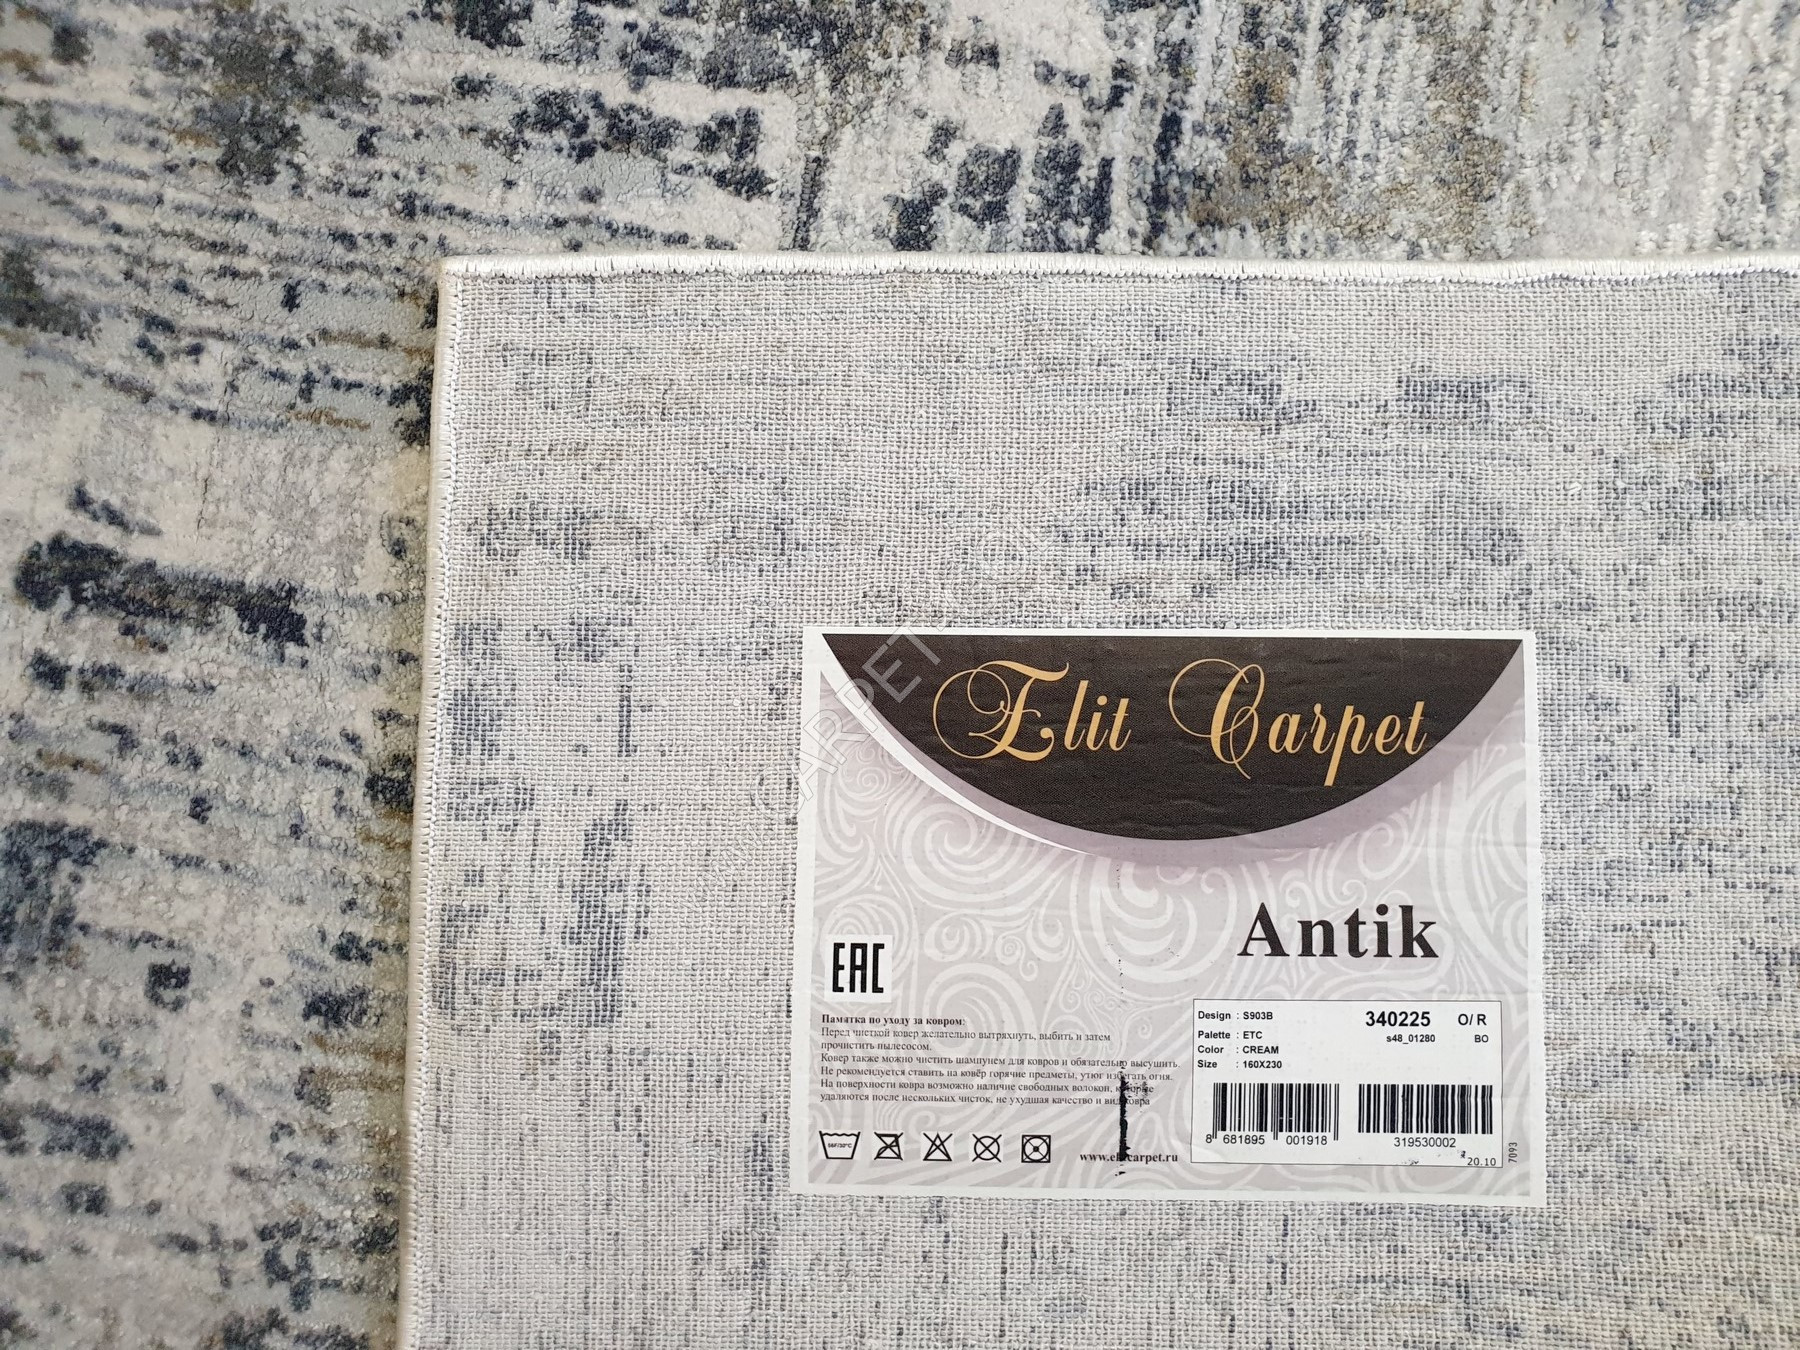 Elit Carpet
Antik
EAC
Памятка по уходу за ковром:
Перед чисткой ковер желательно вытряхнуть, выбить и затем
прочистить пылесосом.
Ковер также можно чистить шампунем для ковров и обязательно высушить.
Не рекомендуется ставить на ковёр горячие предметы, утюг избегать огня.
На поверхности ковра возможно наличие свободных волокон, которые
удаляются после нескольких чисток, не ухудшая качество и вид ковра
www.elitcarpet.ru
Design : S903B 340225 O/R
Palette : ETC s48_01280 BO
Color : CREAM
Size : 160X230
8 681895 001918 319530002
20.10
7093